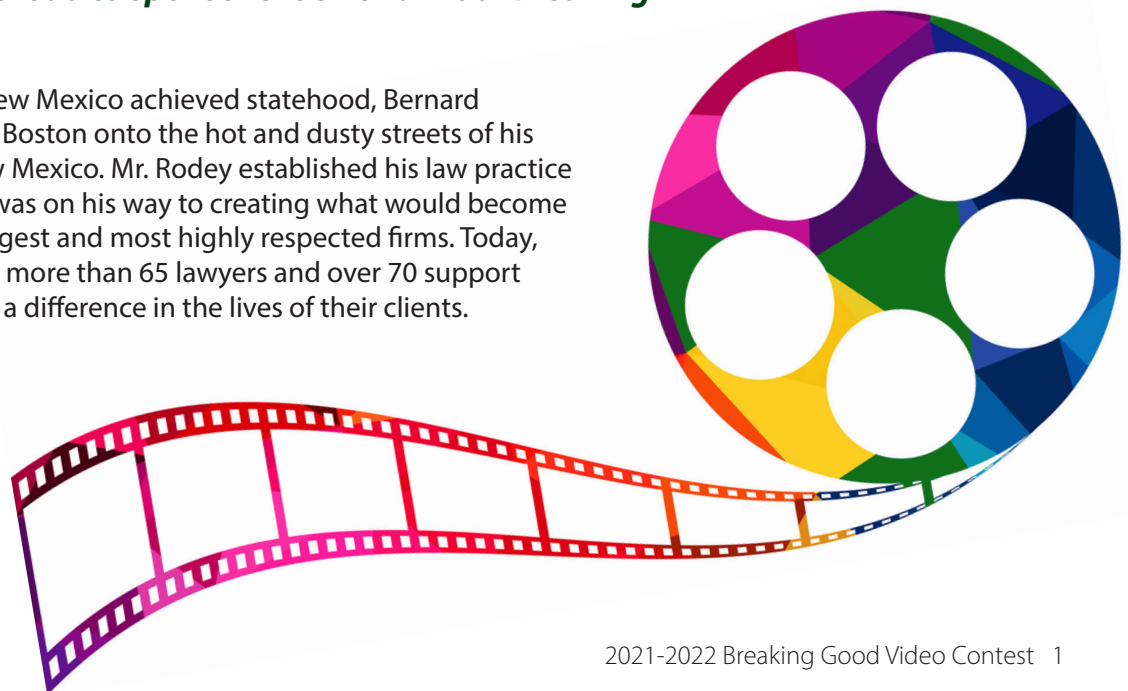 ew Mexico achieved statehood, Bernard
Boston onto the hot and dusty streets of his
Mexico. Mr. Rodey established his law practice
was on his way to creating what would become
gest and most highly respected firms. Today,
more than 65 lawyers and over 70 support
a difference in the lives of their clients.
2021-2022 Breaking Good Video Contest 1